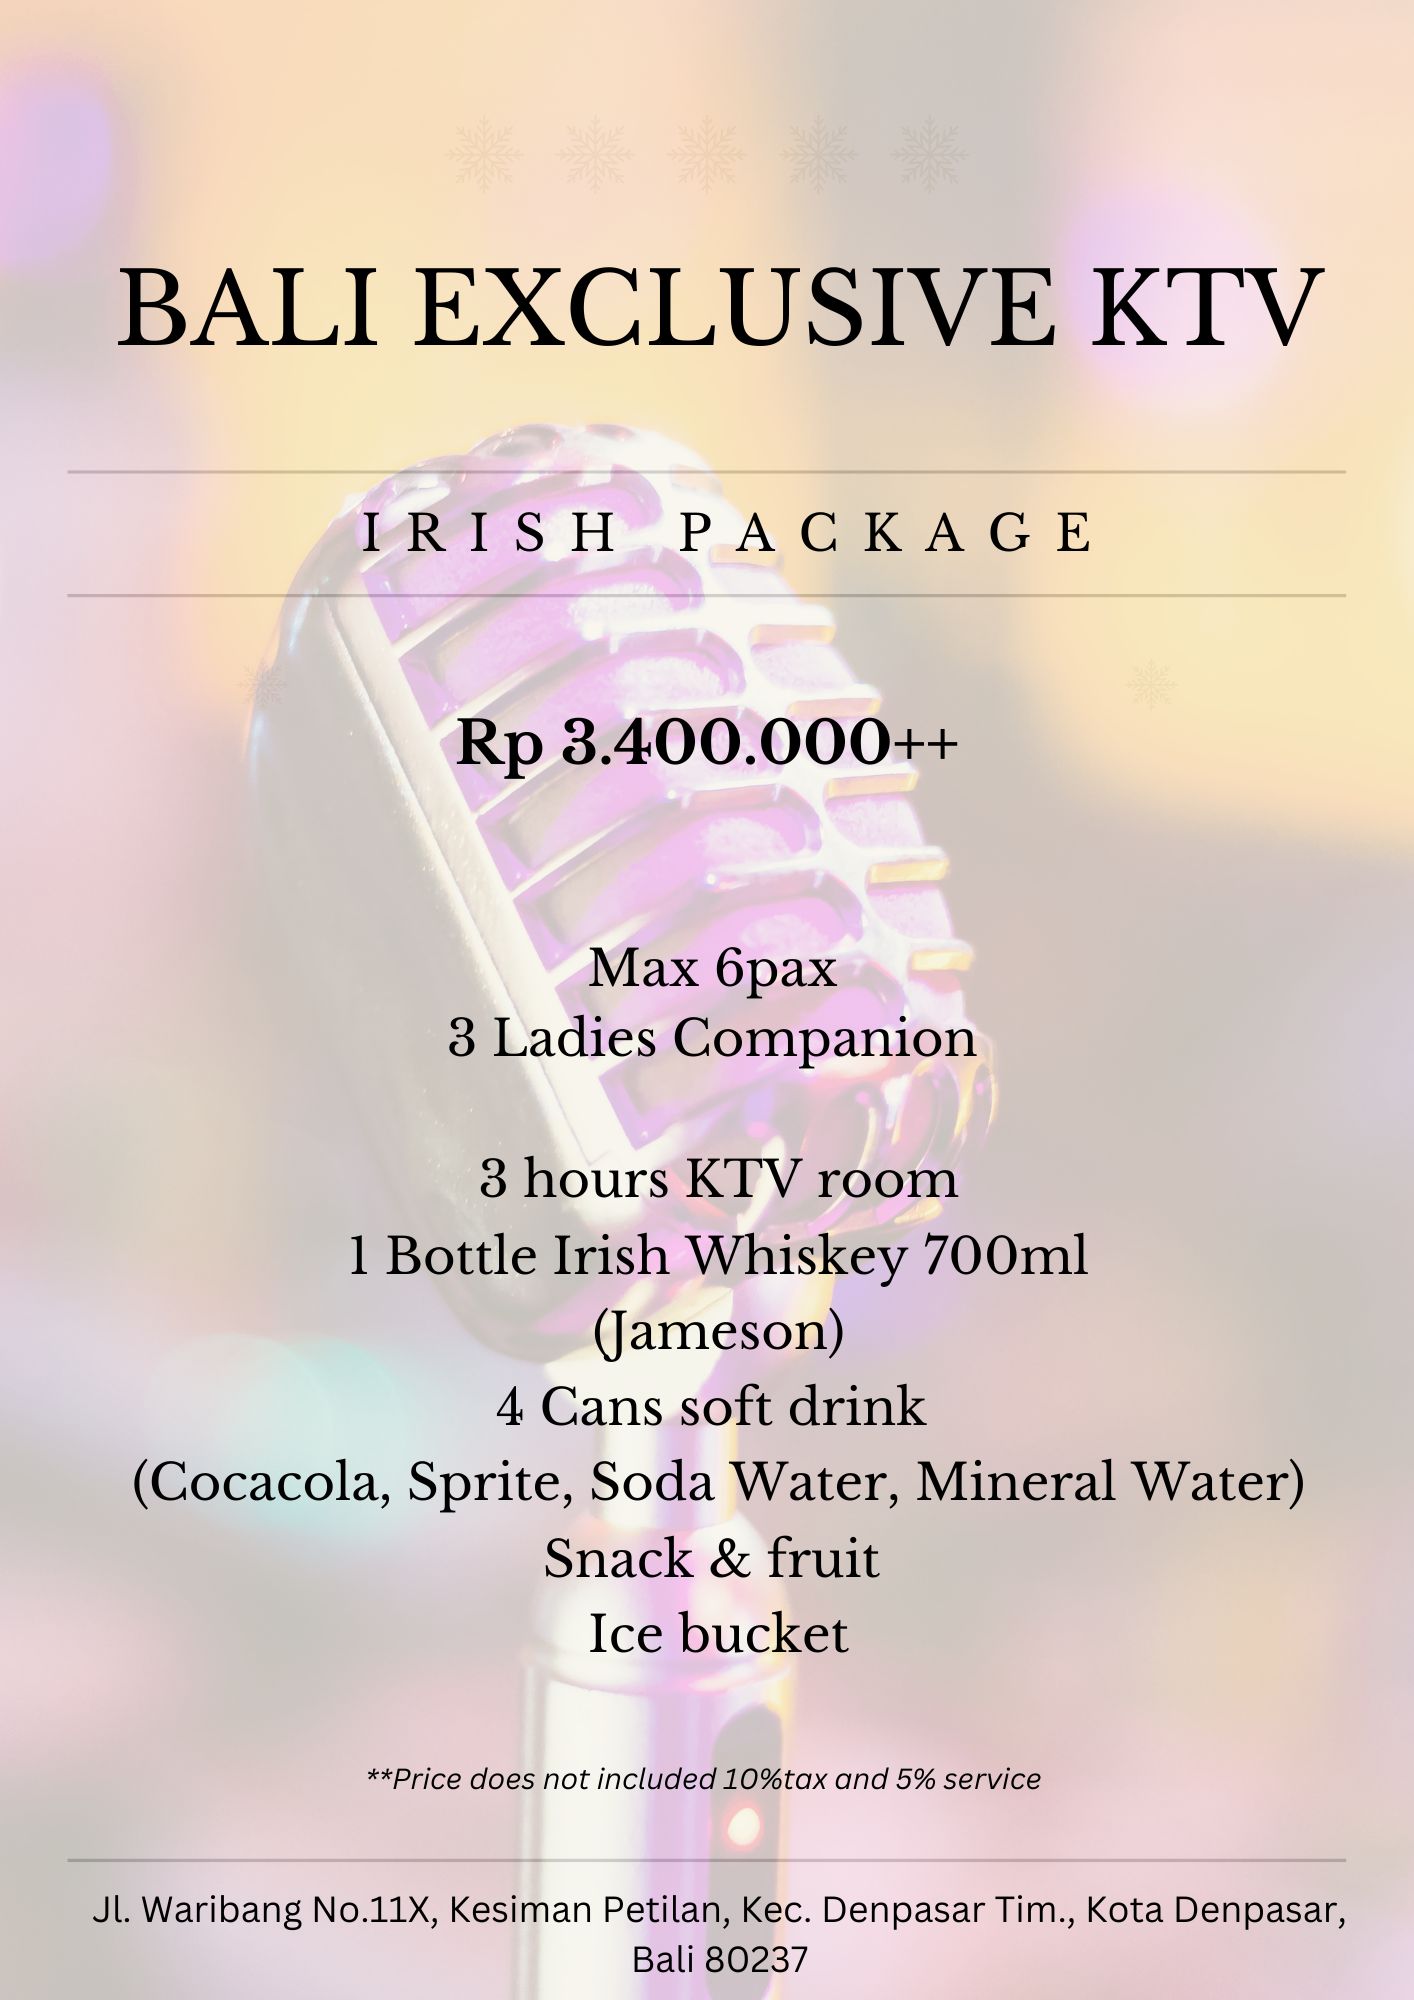 BALI EXCLUSIVE KTV
IRISH PACKAGE
Rp 3.400.000++
Max 6pax
3 Ladies Companion
3 hours KTV room
1 Bottle Irish Whiskey 700ml
(Jameson)
4 Cans soft drink
(Cocacola, Sprite, Soda Water, Mineral Water)
Snack & fruit
Ice bucket
**Price does not included 10%tax and 5% service
Jl. Waribang No.11X, Kesiman Petilan, Kec. Denpasar Tim., Kota Denpasar,
Bali 80237